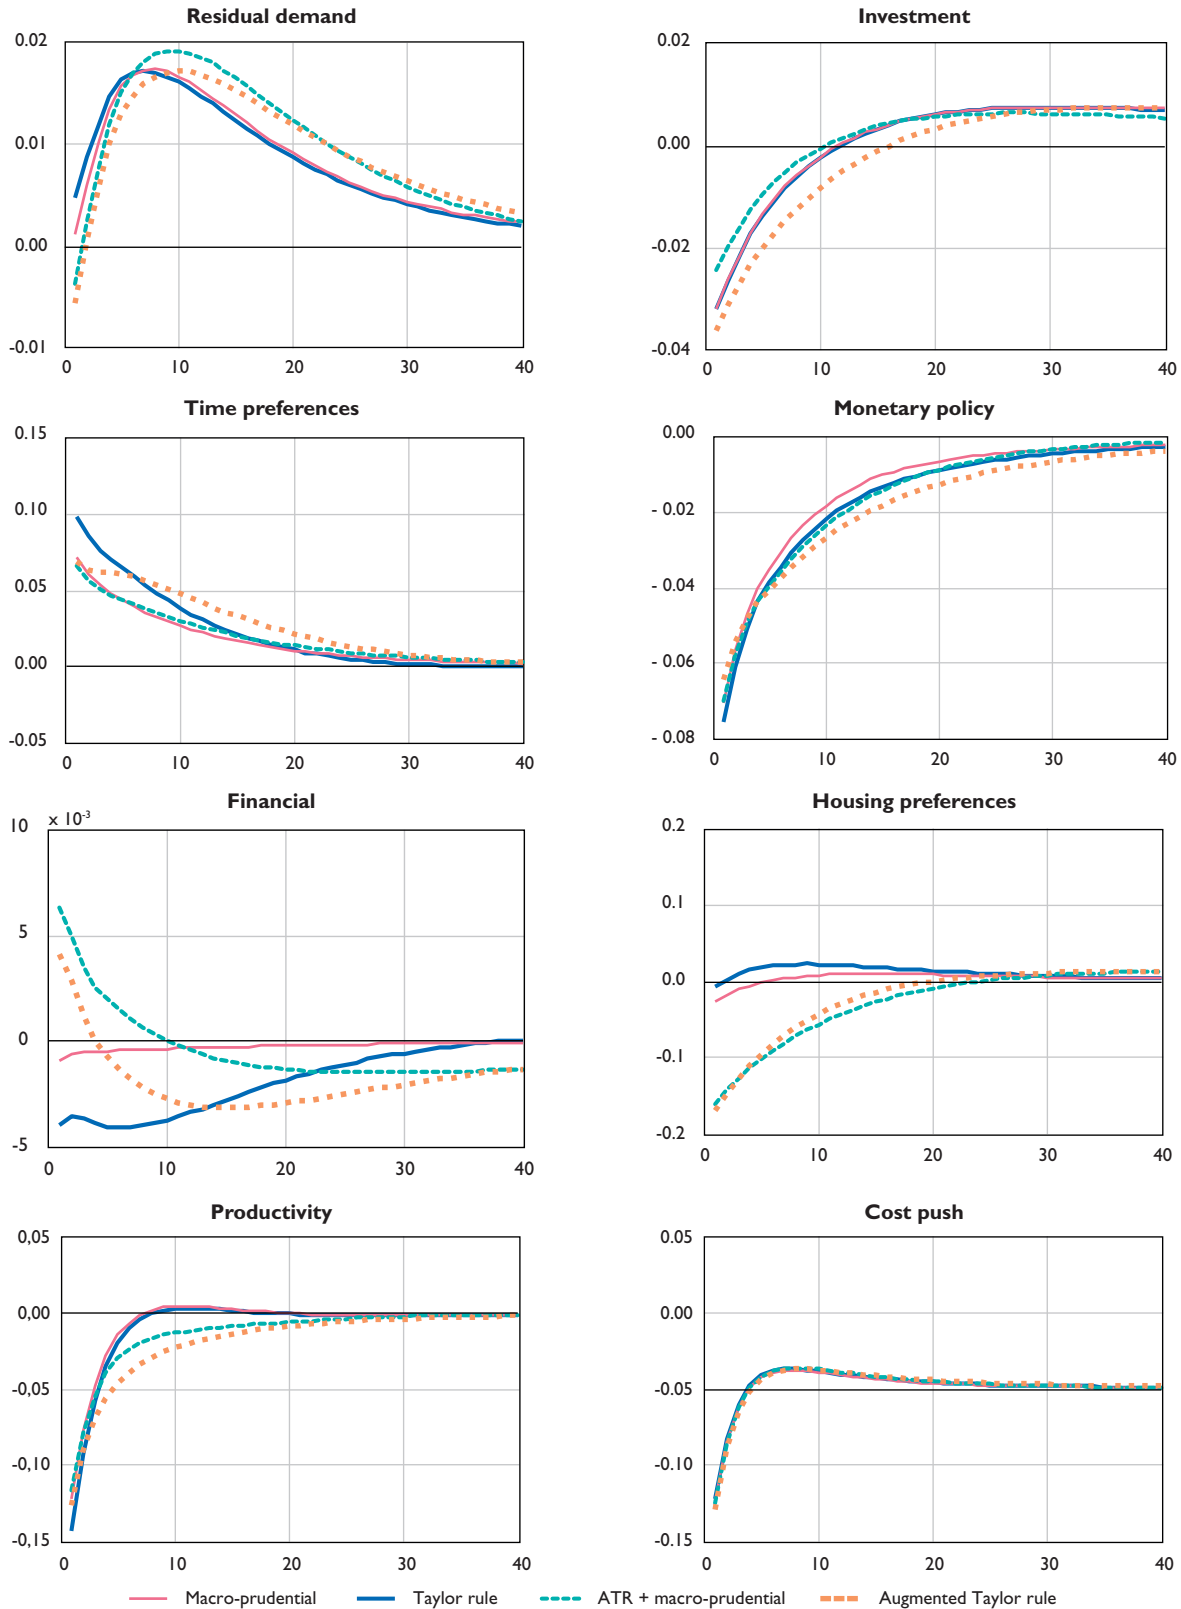 Residual demand
0.02
0.01
0.00
-0.01
0 10 20 30 40
Investment
0.02
0.00
-0.02
-0.04
0 10 20 30 40
Time preferences
0.15
0.10
0.05
0.00
-0.05
0 10 20 30 40
Monetary policy
0.00
- 0.02
- 0.04
- 0.06
- 0.08
0 10 20 30 40
Financial
10 × 10-3
5
0
-5
0 10 20 30 40
Housing preferences
0.2
0.1
0.0
-0.1
-0.2
0 10 20 30 40
Productivity
0,05
0,00
-0,05
-0,10
-0,15
0 10 20 30 40
Cost push
0.05
0.00
-0.05
-0.10
-0.15
0 10 20 30 40
Macro-prudential Taylor rule ATR + macro-prudential Augmented Taylor rule